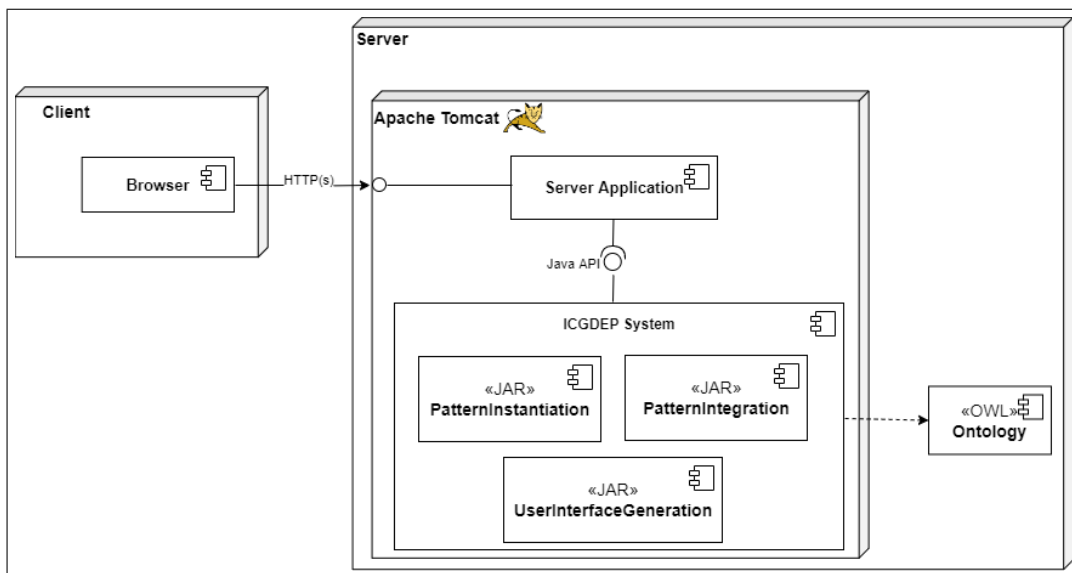 Server
Client
Apache Tomcat
Browser
HTTP(s)
Server Application
Java API
ICGDEP System
«JAR»
PatternInstantiation
«JAR»
PatternIntegration
«OWL»
Ontology
«JAR»
UserInterfaceGeneration